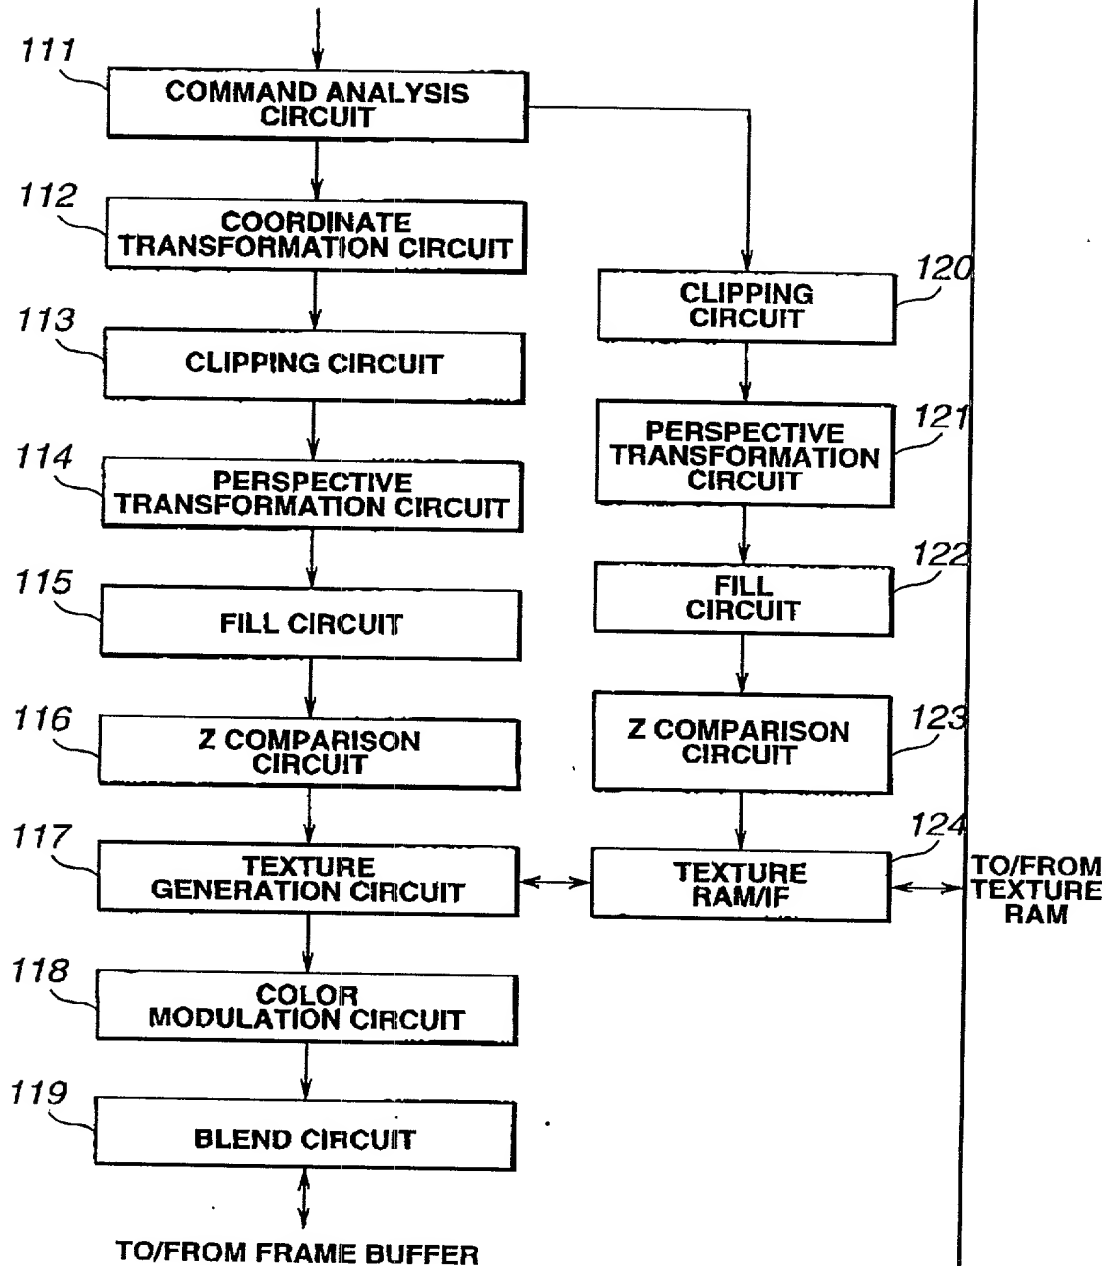 111
COMMAND ANALYSIS
CIRCUIT
112
COORDINATE
TRANSFORMATION CIRCUIT
113
CLIPPING CIRCUIT
114
PERSPECTIVE
TRANSFORMATION CIRCUIT
115
FILL CIRCUIT
116
Z COMPARISON
CIRCUIT
117
TEXTURE
GENERATION CIRCUIT
118
COLOR
MODULATION CIRCUIT
119
BLEND CIRCUIT
TO/FROM FRAME BUFFER
120
CLIPPING
CIRCUIT
121
PERSPECTIVE
TRANSFORMATION
CIRCUIT
122
FILL
CIRCUIT
123
Z COMPARISON
CIRCUIT
124
TEXTURE
RAM/IF
TO/FROM
TEXTURE
RAM